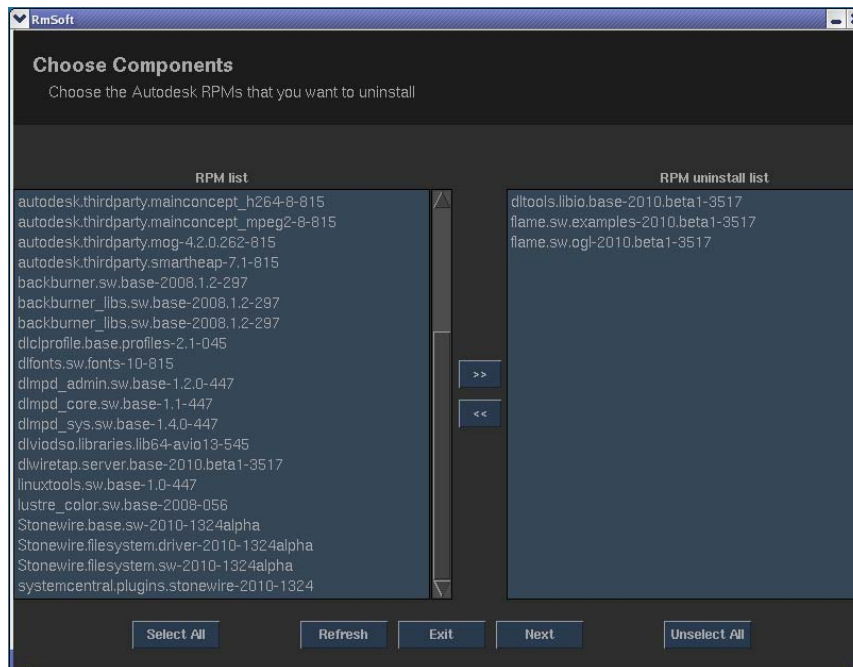 RmSoft
Choose Components
Choose the Autodesk RPMs that you want to uninstall
RPM list
autodesk.thirdparty.mainconcept_h264-8-815
autodesk.thirdparty.mainconcept_mpeg2-8-815
autodesk.thirdparty.mog-4.2.0.262-815
autodesk.thirdparty.smartheap-7.1-815
backburner.sw.base-2008.1.2-297
backburner_libs.sw.base-2008.1.2-297
backburner_libs.sw.base-2008.1.2-297
dlclprofile.base.profiles-2.1-045
dlfonts.sw.fonts-10-815
dlmpd_admin.sw.base-1.2.0-447
dlmpd_core.sw.base-1.1-447
dlmpd_sys.sw.base-1.4.0-447
dlviodso.libraries.lib64-avio13-545
dlwiretap.server.base-2010.beta1-3517
linuxtools.sw.base-1.0-447
lustre_color.sw.base-2008-056
Stonewire.base.sw-2010-1324alpha
Stonewire.filesystem.driver-2010-1324alpha
Stonewire.filesystem.sw-2010-1324alpha
systemcentral.plugins.stonewire-2010-1324
>>
<<
RPM uninstall list
dltools.libio.base-2010.beta1-3517
flame.sw.examples-2010.beta1-3517
flame.sw.ogl-2010.beta1-3517
Select All
Refresh
Exit
Next
Unselect All